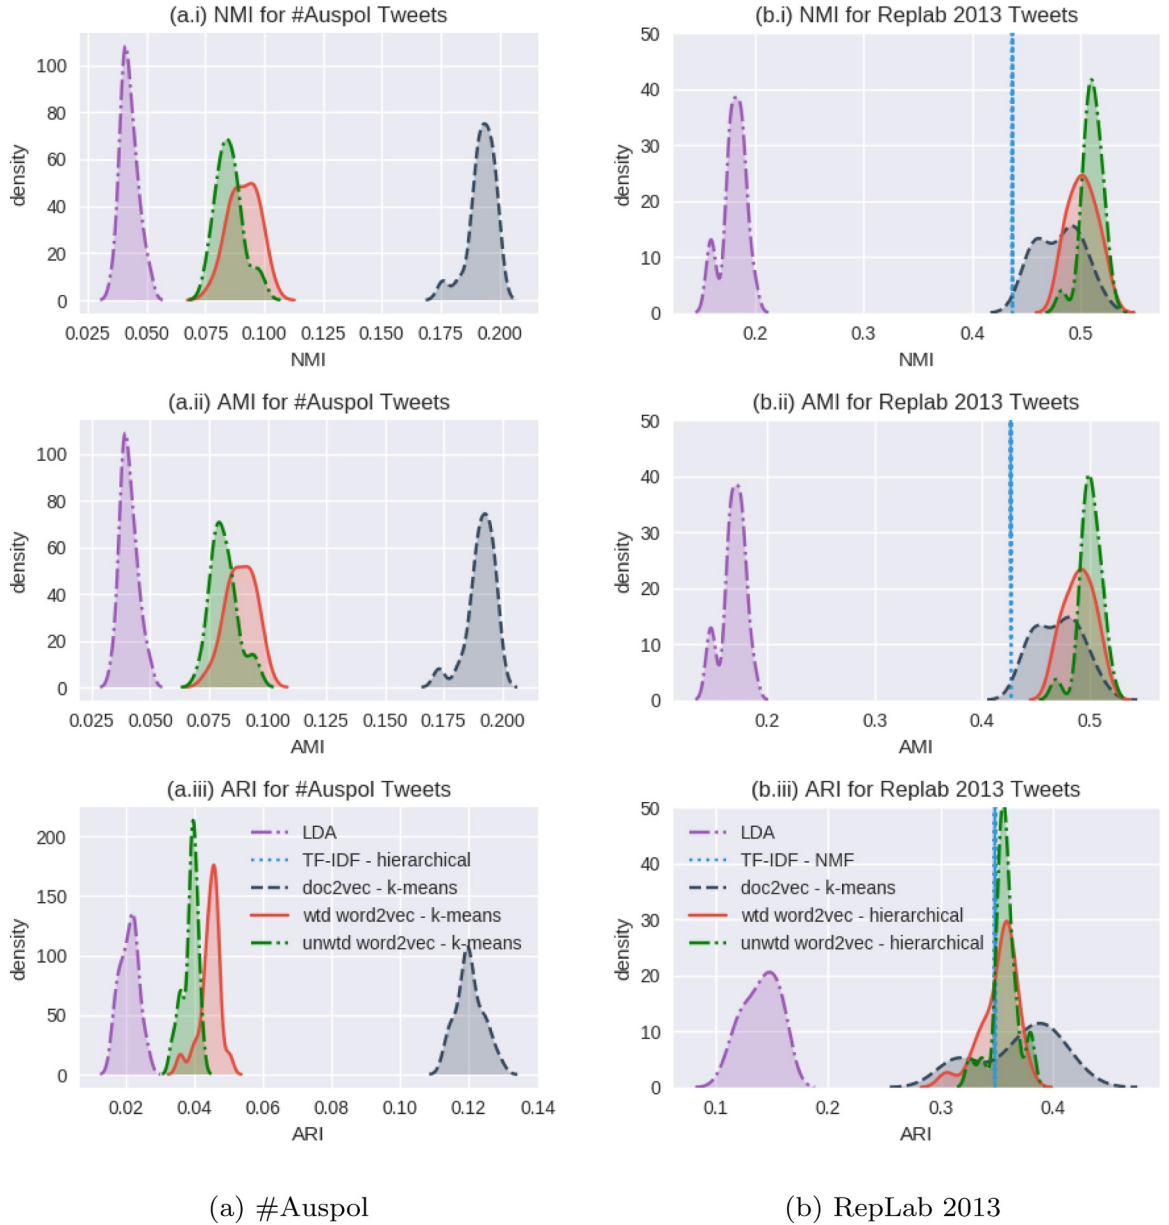 (a.i) NMI for #Auspol Tweets
density
100
80
60
40
20
0
0.025 0.050 0.075 0.100 0.125 0.150 0.175 0.200
NMI
(b.i) NMI for Replab 2013 Tweets
density
50
40
30
20
10
0
0.2 0.3 0.4 0.5
NMI
(a.ii) AMI for #Auspol Tweets
density
100
80
60
40
20
0
0.025 0.050 0.075 0.100 0.125 0.150 0.175 0.200
AMI
(b.ii) AMI for Replab 2013 Tweets
density
50
40
30
20
10
0
0.2 0.3 0.4 0.5
AMI
(a.iii) ARI for #Auspol Tweets
density
200
150
100
50
0
LDA
TF-IDF - hierarchical
doc2vec - k-means
wtd word2vec - k-means
unwtd word2vec - k-means
0.02 0.04 0.06 0.08 0.10 0.12 0.14
ARI
(b.iii) ARI for Replab 2013 Tweets
density
50
40
30
20
10
0
LDA
TF-IDF - NMF
doc2vec - k-means
wtd word2vec - hierarchical
unwtd word2vec - hierarchical
0.1 0.2 0.3 0.4
ARI
(a) #Auspol
(b) RepLab 2013